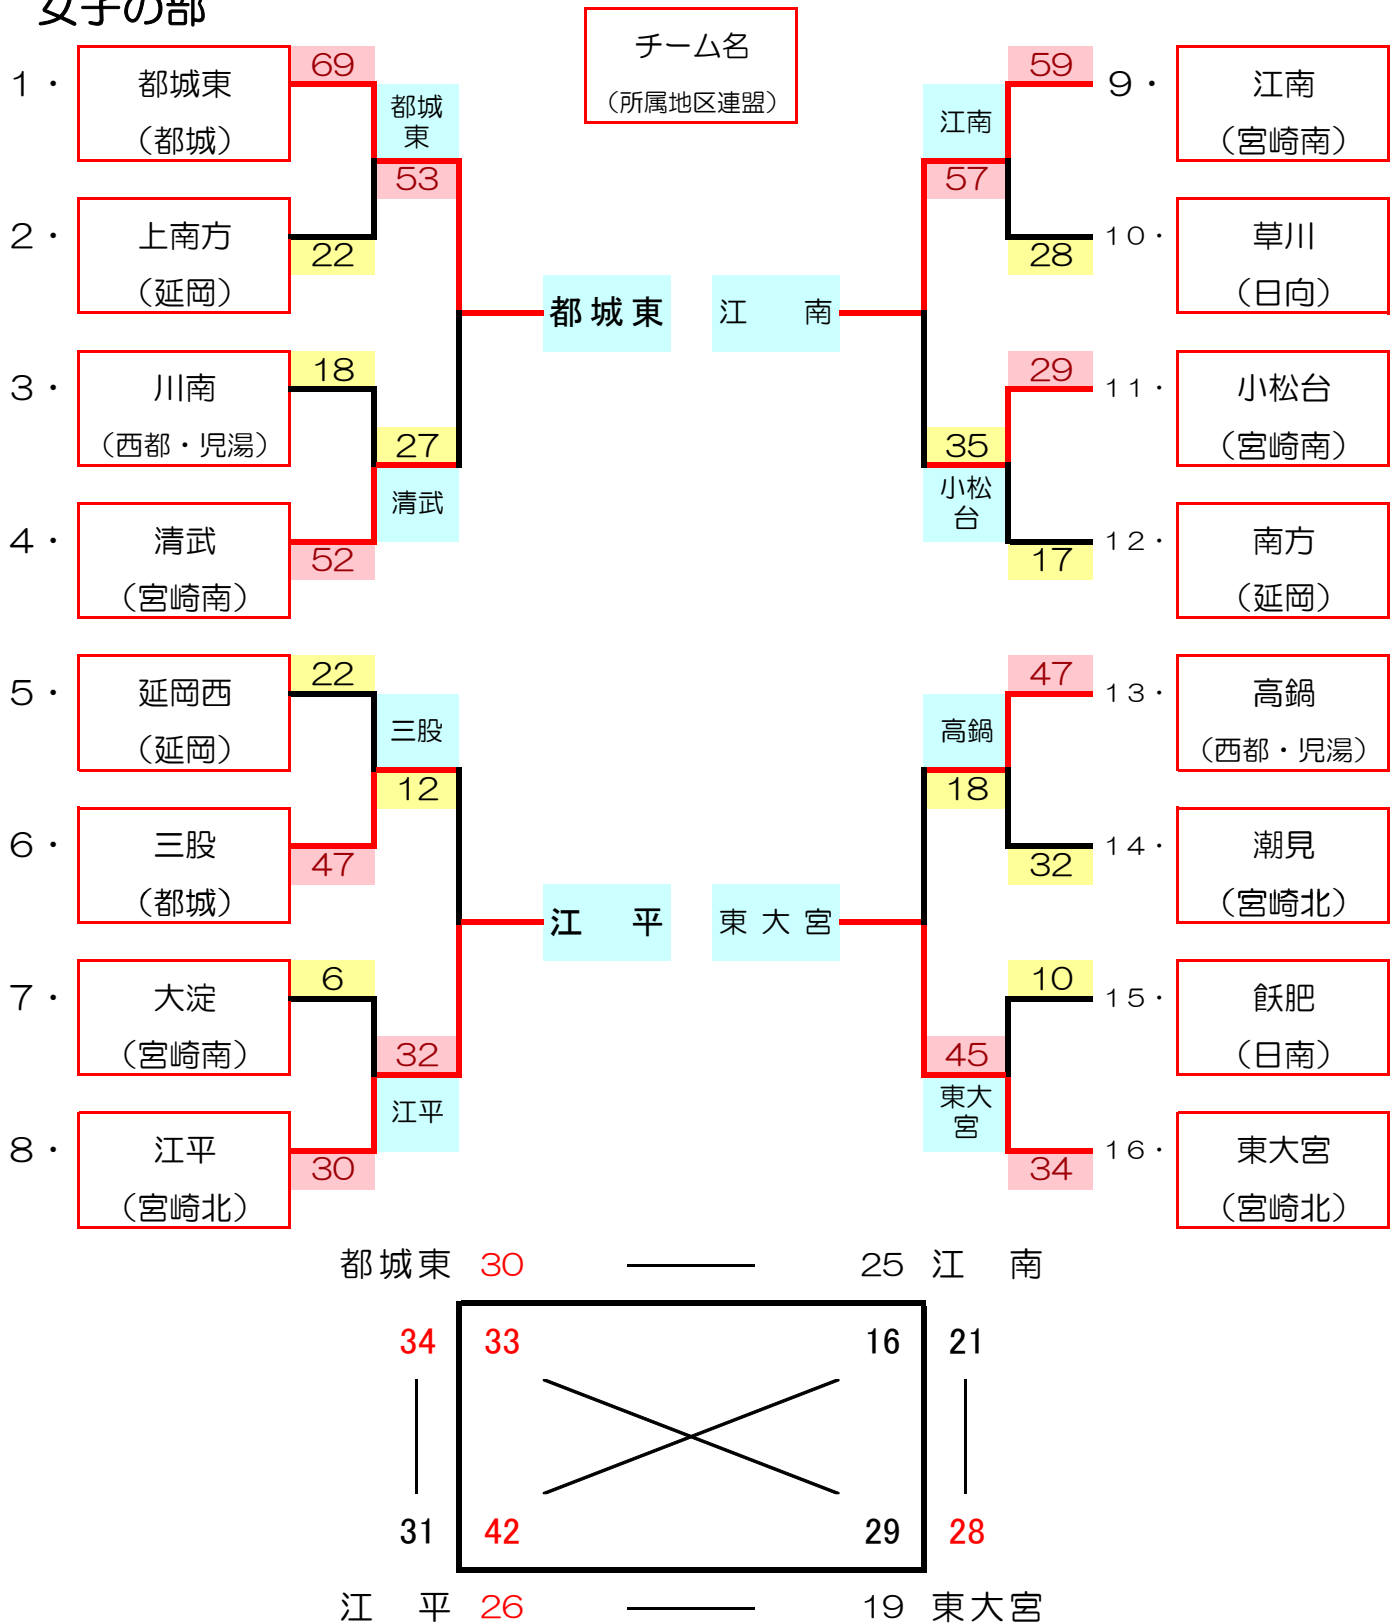 女子の部
チーム名
(所属地区連盟)
1・
都城東
(都城)
69
2・
上南方
(延岡)
22
都城
東
53
3・
川南
(西都・児湯)
18
4・
清武
(宮崎南)
52
27
清武
都城東
5・
延岡西
(延岡)
22
6・
三股
(都城)
47
三股
12
7・
大淀
(宮崎南)
6
8・
江平
(宮崎北)
30
32
江平
江 平
59
9・
江南
(宮崎南)
28
10・
草川
(日向)
江南
57
29
11・
小松台
(宮崎南)
17
12・
南方
(延岡)
35
小松
台
江 南
47
13・
高鍋
(西都・児湯)
32
14・
潮見
(宮崎北)
高鍋
18
10
15・
飫肥
(日南)
34
16・
東大宮
(宮崎北)
45
東大
宮
東大宮
都城東 30 25 江 南
34 33 16 21
31 42 29 28
江 平 26 19 東大宮